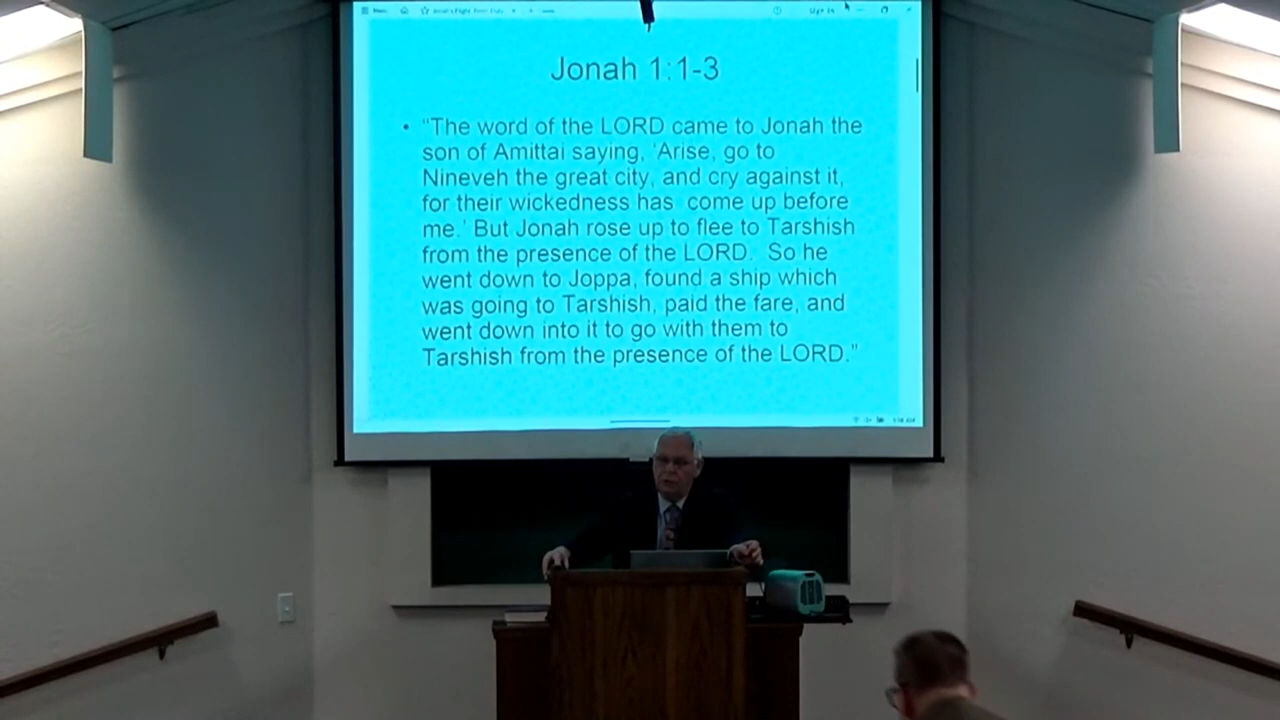 Jonah 1:1-3
• “The word of the LORD came to Jonah the
son of Amittai saying, ‘Arise, go to
Nineveh the great city, and cry against it,
for their wickedness has come up before
me.’ But Jonah rose up to flee to Tarshish
from the presence of the LORD. So he
went down to Joppa, found a ship which
was going to Tarshish, paid the fare, and
went down into it to go with them to
Tarshish from the presence of the LORD.”